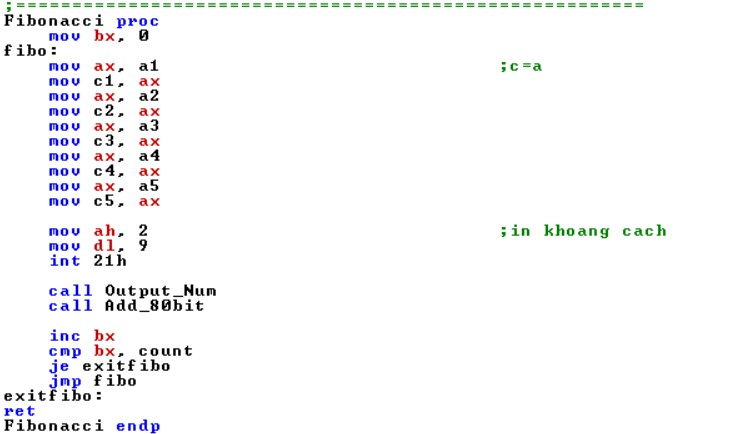 ;==========================================================
Fibonacci proc
mov bx, 0
fibo:
mov ax, a1 ;c=a
mov c1, ax
mov ax, a2
mov c2, ax
mov ax, a3
mov c3, ax
mov ax, a4
mov c4, ax
mov ax, a5
mov c5, ax
mov ah, 2 ;in khoang cach
mov dl, 9
int 21h
call Output_Num
call Add_80bit
inc bx
cmp bx, count
je exitfibo
jmp fibo
exitfibo:
ret
Fibonacci endp